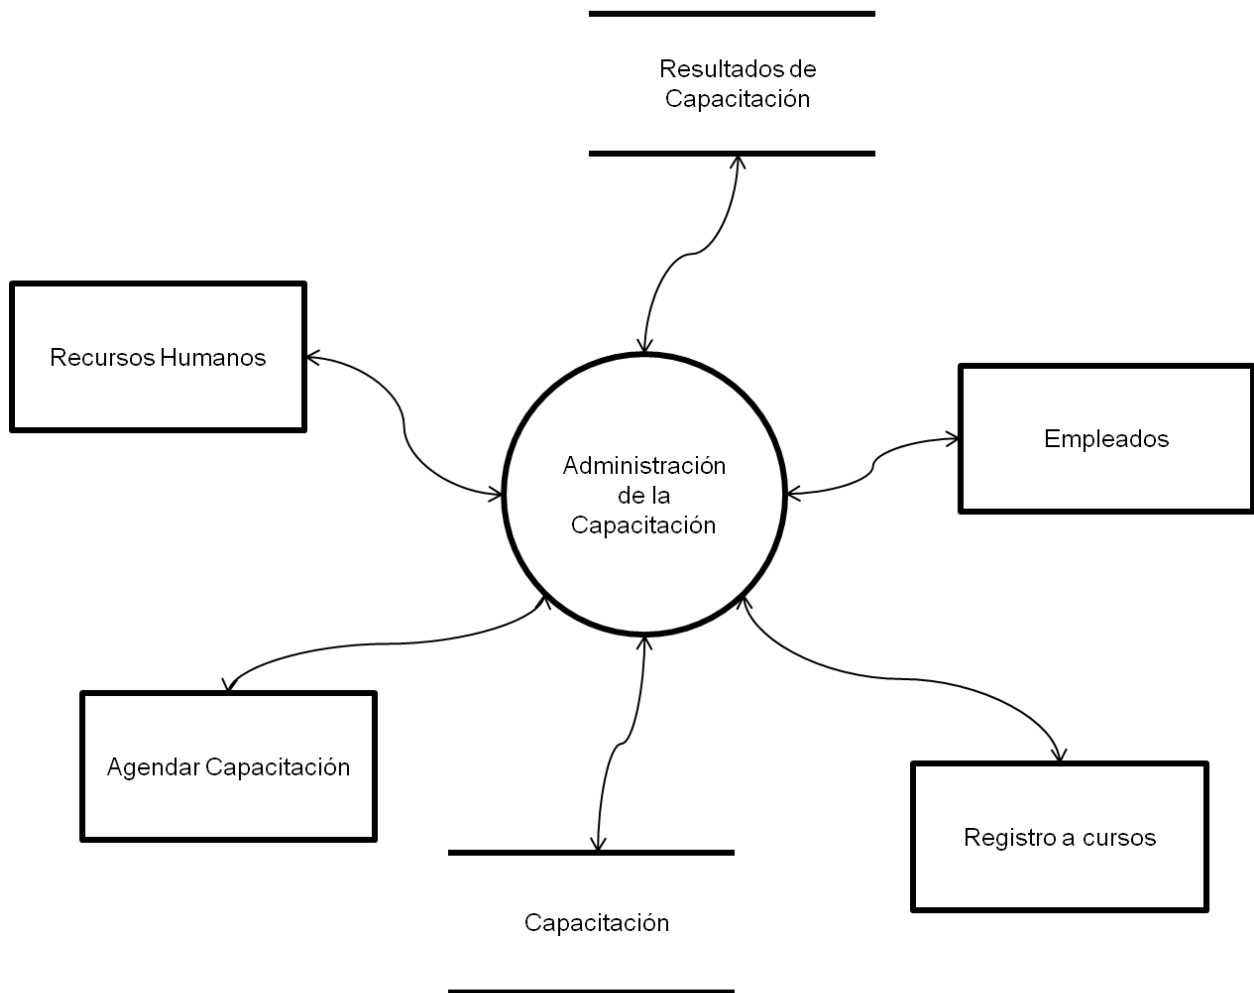 Resultados de
Capacitación
Recursos Humanos
Empleados
Administración
de la
Capacitación
Agendar Capacitación
Registro a cursos
Capacitación